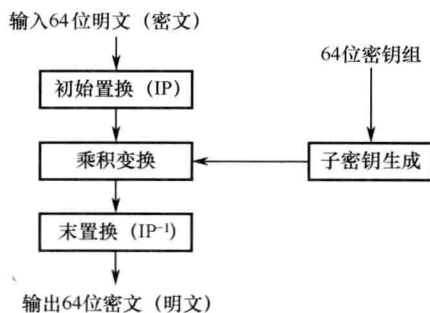 输入64位明文（密文）
64位密钥组
初始置换（IP）
乘积变换
子密钥生成
末置换（IP⁻¹）
输出64位密文（明文）